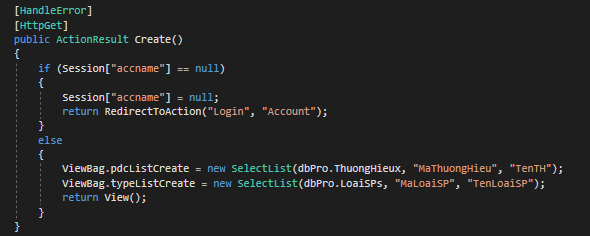 [HandleError]
[HttpGet]
public ActionResult Create()
{
if (Session["accname"] == null)
{
Session["accname"] = null;
return RedirectToAction("Login", "Account");
}
else
{
ViewBag.pdcListCreate = new SelectList(dbPro.ThuongHieux, "MaThuongHieu", "TenTH");
ViewBag.typeListCreate = new SelectList(dbPro.LoaiSPs, "MaLoaiSP", "TenLoaiSP");
return View();
}
}